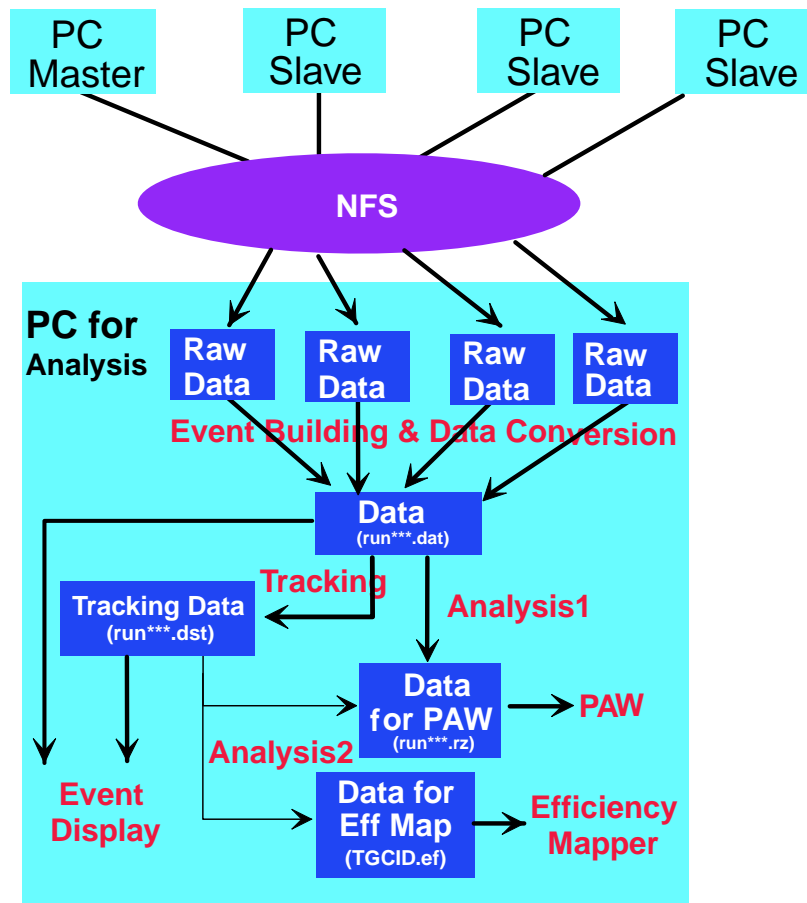 PC
Master
PC
Slave
PC
Slave
PC
Slave
NFS
PC for
Analysis
Raw
Data
Raw
Data
Raw
Data
Raw
Data
Event Building & Data Conversion
Data
(run***.dat)
Tracking
Analysis1
Tracking Data
(run***.dst)
Data
for PAW
(run***.rz)
PAW
Analysis2
Event
Display
Data for
Eff Map
(TGCID.ef)
Efficiency
Mapper